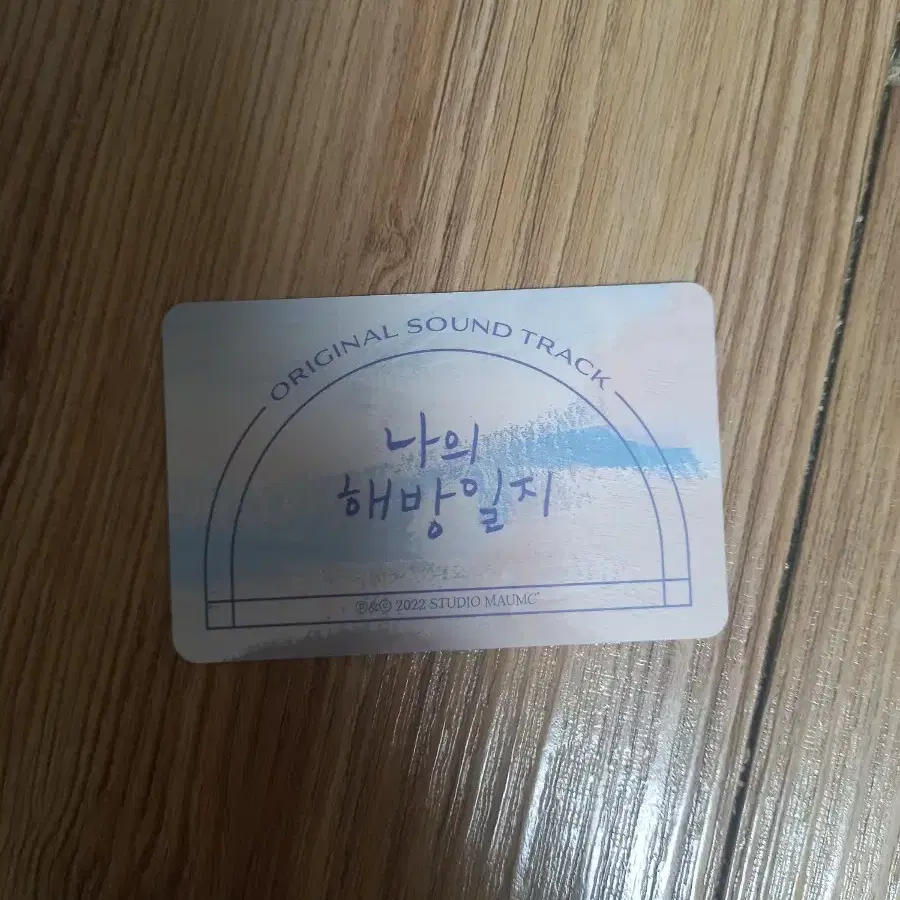 ORIGINAL SOUND TRACK
나의
해방일지
Ⓟ&ⓒ 2022 STUDIO MAUMC